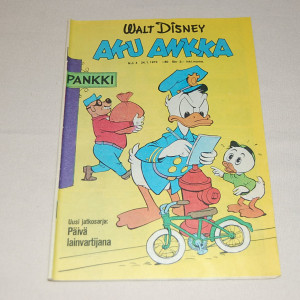 WALT DISNEY
AKU ANKKA
PANKKI
Uusi jatkosarja:
Päivä
lainvartijana